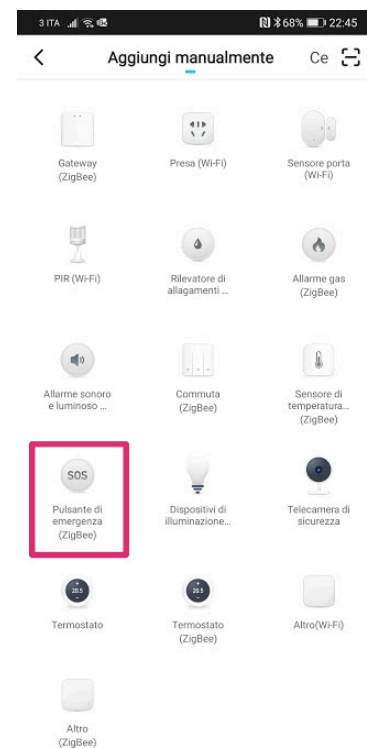 3 ITA 68% 22:45
Aggiungi manualmente Ce
Gateway
(ZigBee)
Presa (Wi-Fi)
Sensore porta
(Wi-Fi)
PIR (Wi-Fi)
Rilevatore di
allagamenti ...
Allarme gas
(ZigBee)
Allarme sonoro
e luminoso ...
Commuta
(ZigBee)
Sensore di
temperatura...
(ZigBee)
SOS
Pulsante di
emergenza
(ZigBee)
Dispositivi di
illuminazione...
Telecamera di
sicurezza
20.5
Termostato
20.5
Termostato
(ZigBee)
Altro(Wi-Fi)
Altro
(ZigBee)